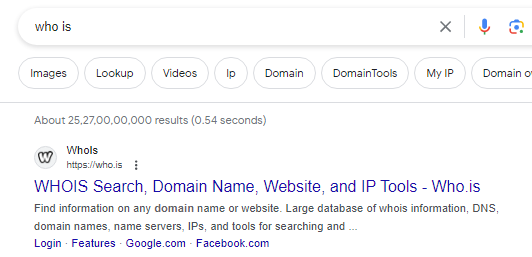 who is
Images Lookup Videos Ip Domain DomainTools My IP Domain ov
About 25,27,00,00,000 results (0.54 seconds)
WhoIs
https://who.is
WHOIS Search, Domain Name, Website, and IP Tools - Who.is
Find information on any domain name or website. Large database of whois information, DNS,
domain names, name servers, IPs, and tools for searching and ...
Login · Features · Google.com · Facebook.com